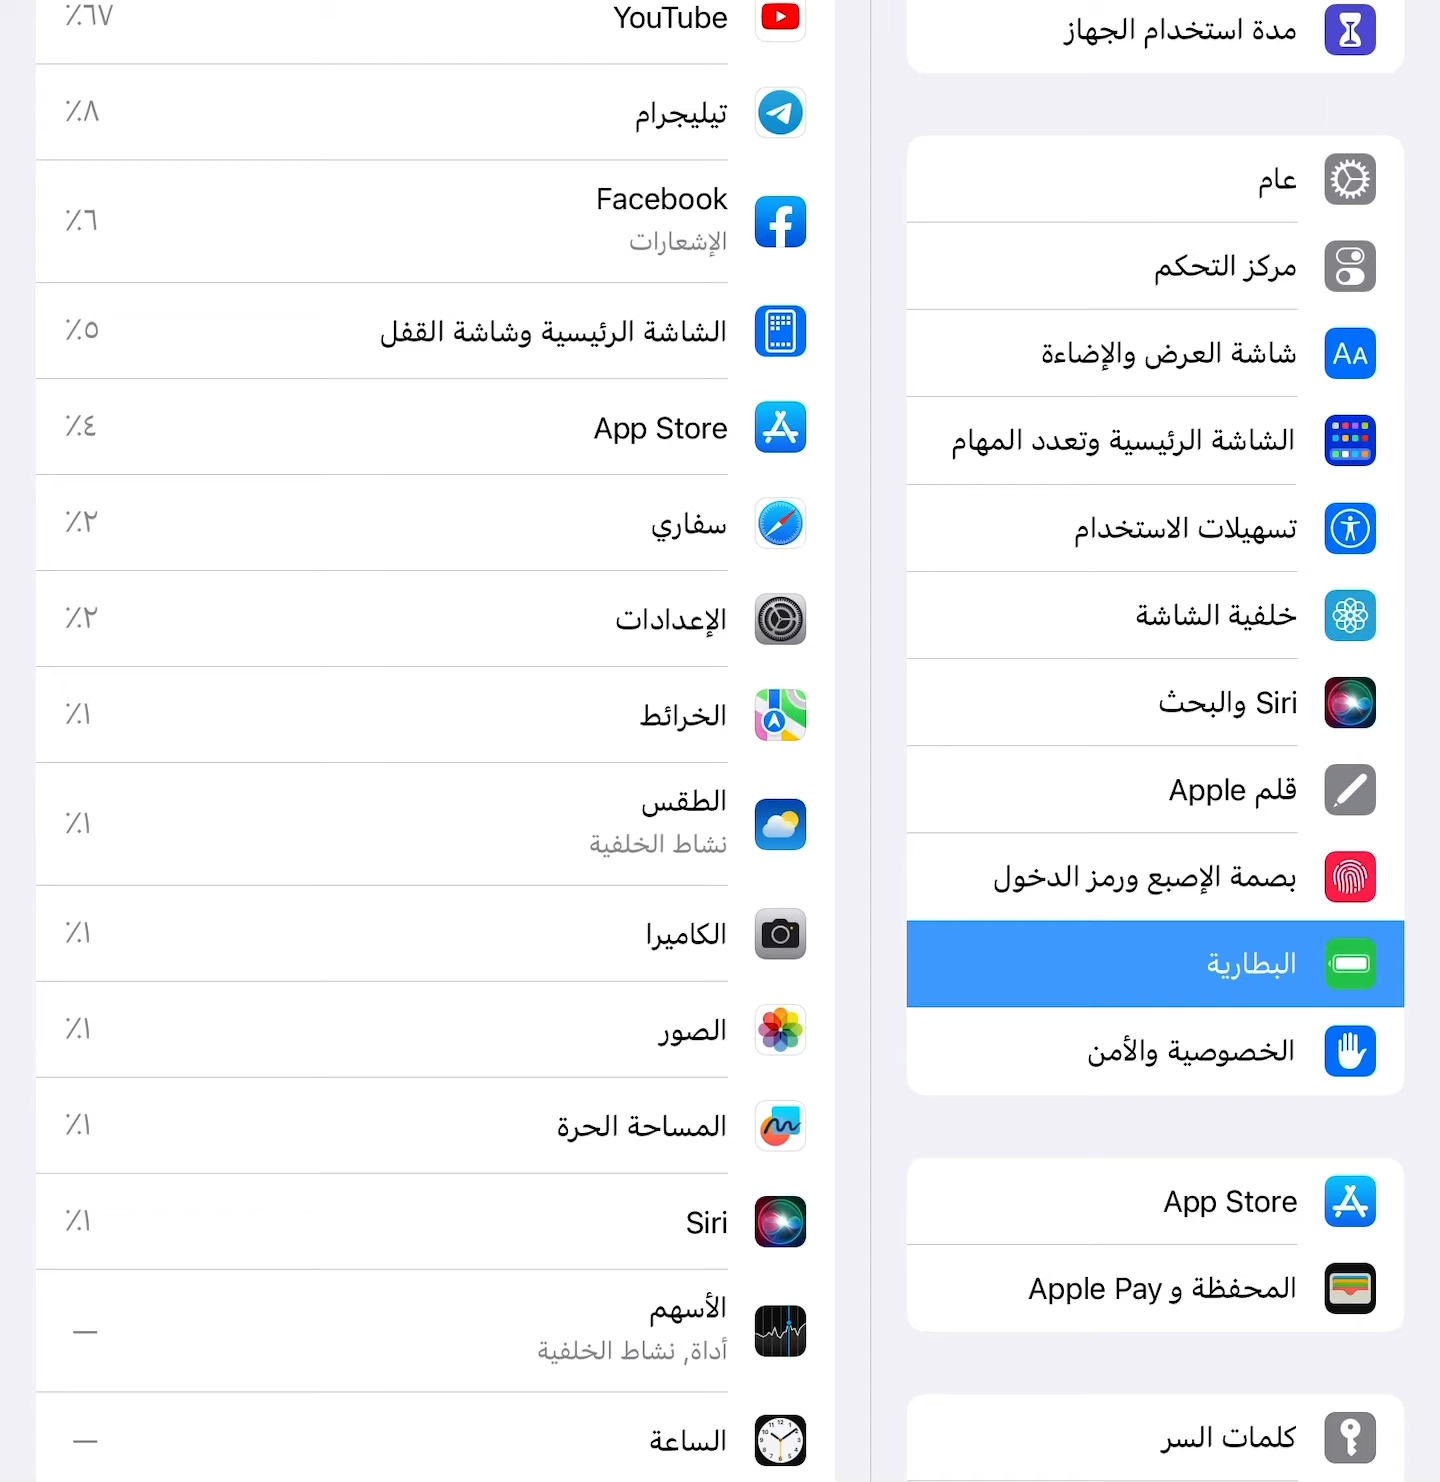 مدة استخدام الجهاز
عام
مركز التحكم
شاشة العرض والإضاءة
AA
الشاشة الرئيسية وتعدد المهام
تسهيلات الاستخدام
خلفية الشاشة
Siri والبحث
قلم Apple
بصمة الإصبع ورمز الدخول
البطارية
الخصوصية والأمن
App Store
المحفظة و Apple Pay
كلمات السر
YouTube
٪٦٧
تيليجرام
٪٨
Facebook
الإشعارات
٪٦
الشاشة الرئيسية وشاشة القفل
٪٥
App Store
٪٤
سفاري
٪٢
الإعدادات
٪٢
الخرائط
٪١
الطقس
نشاط الخلفية
٪١
الكاميرا
٪١
الصور
٪١
المساحة الحرة
٪١
Siri
٪١
الأسهم
أداة, نشاط الخلفية
—
الساعة
—